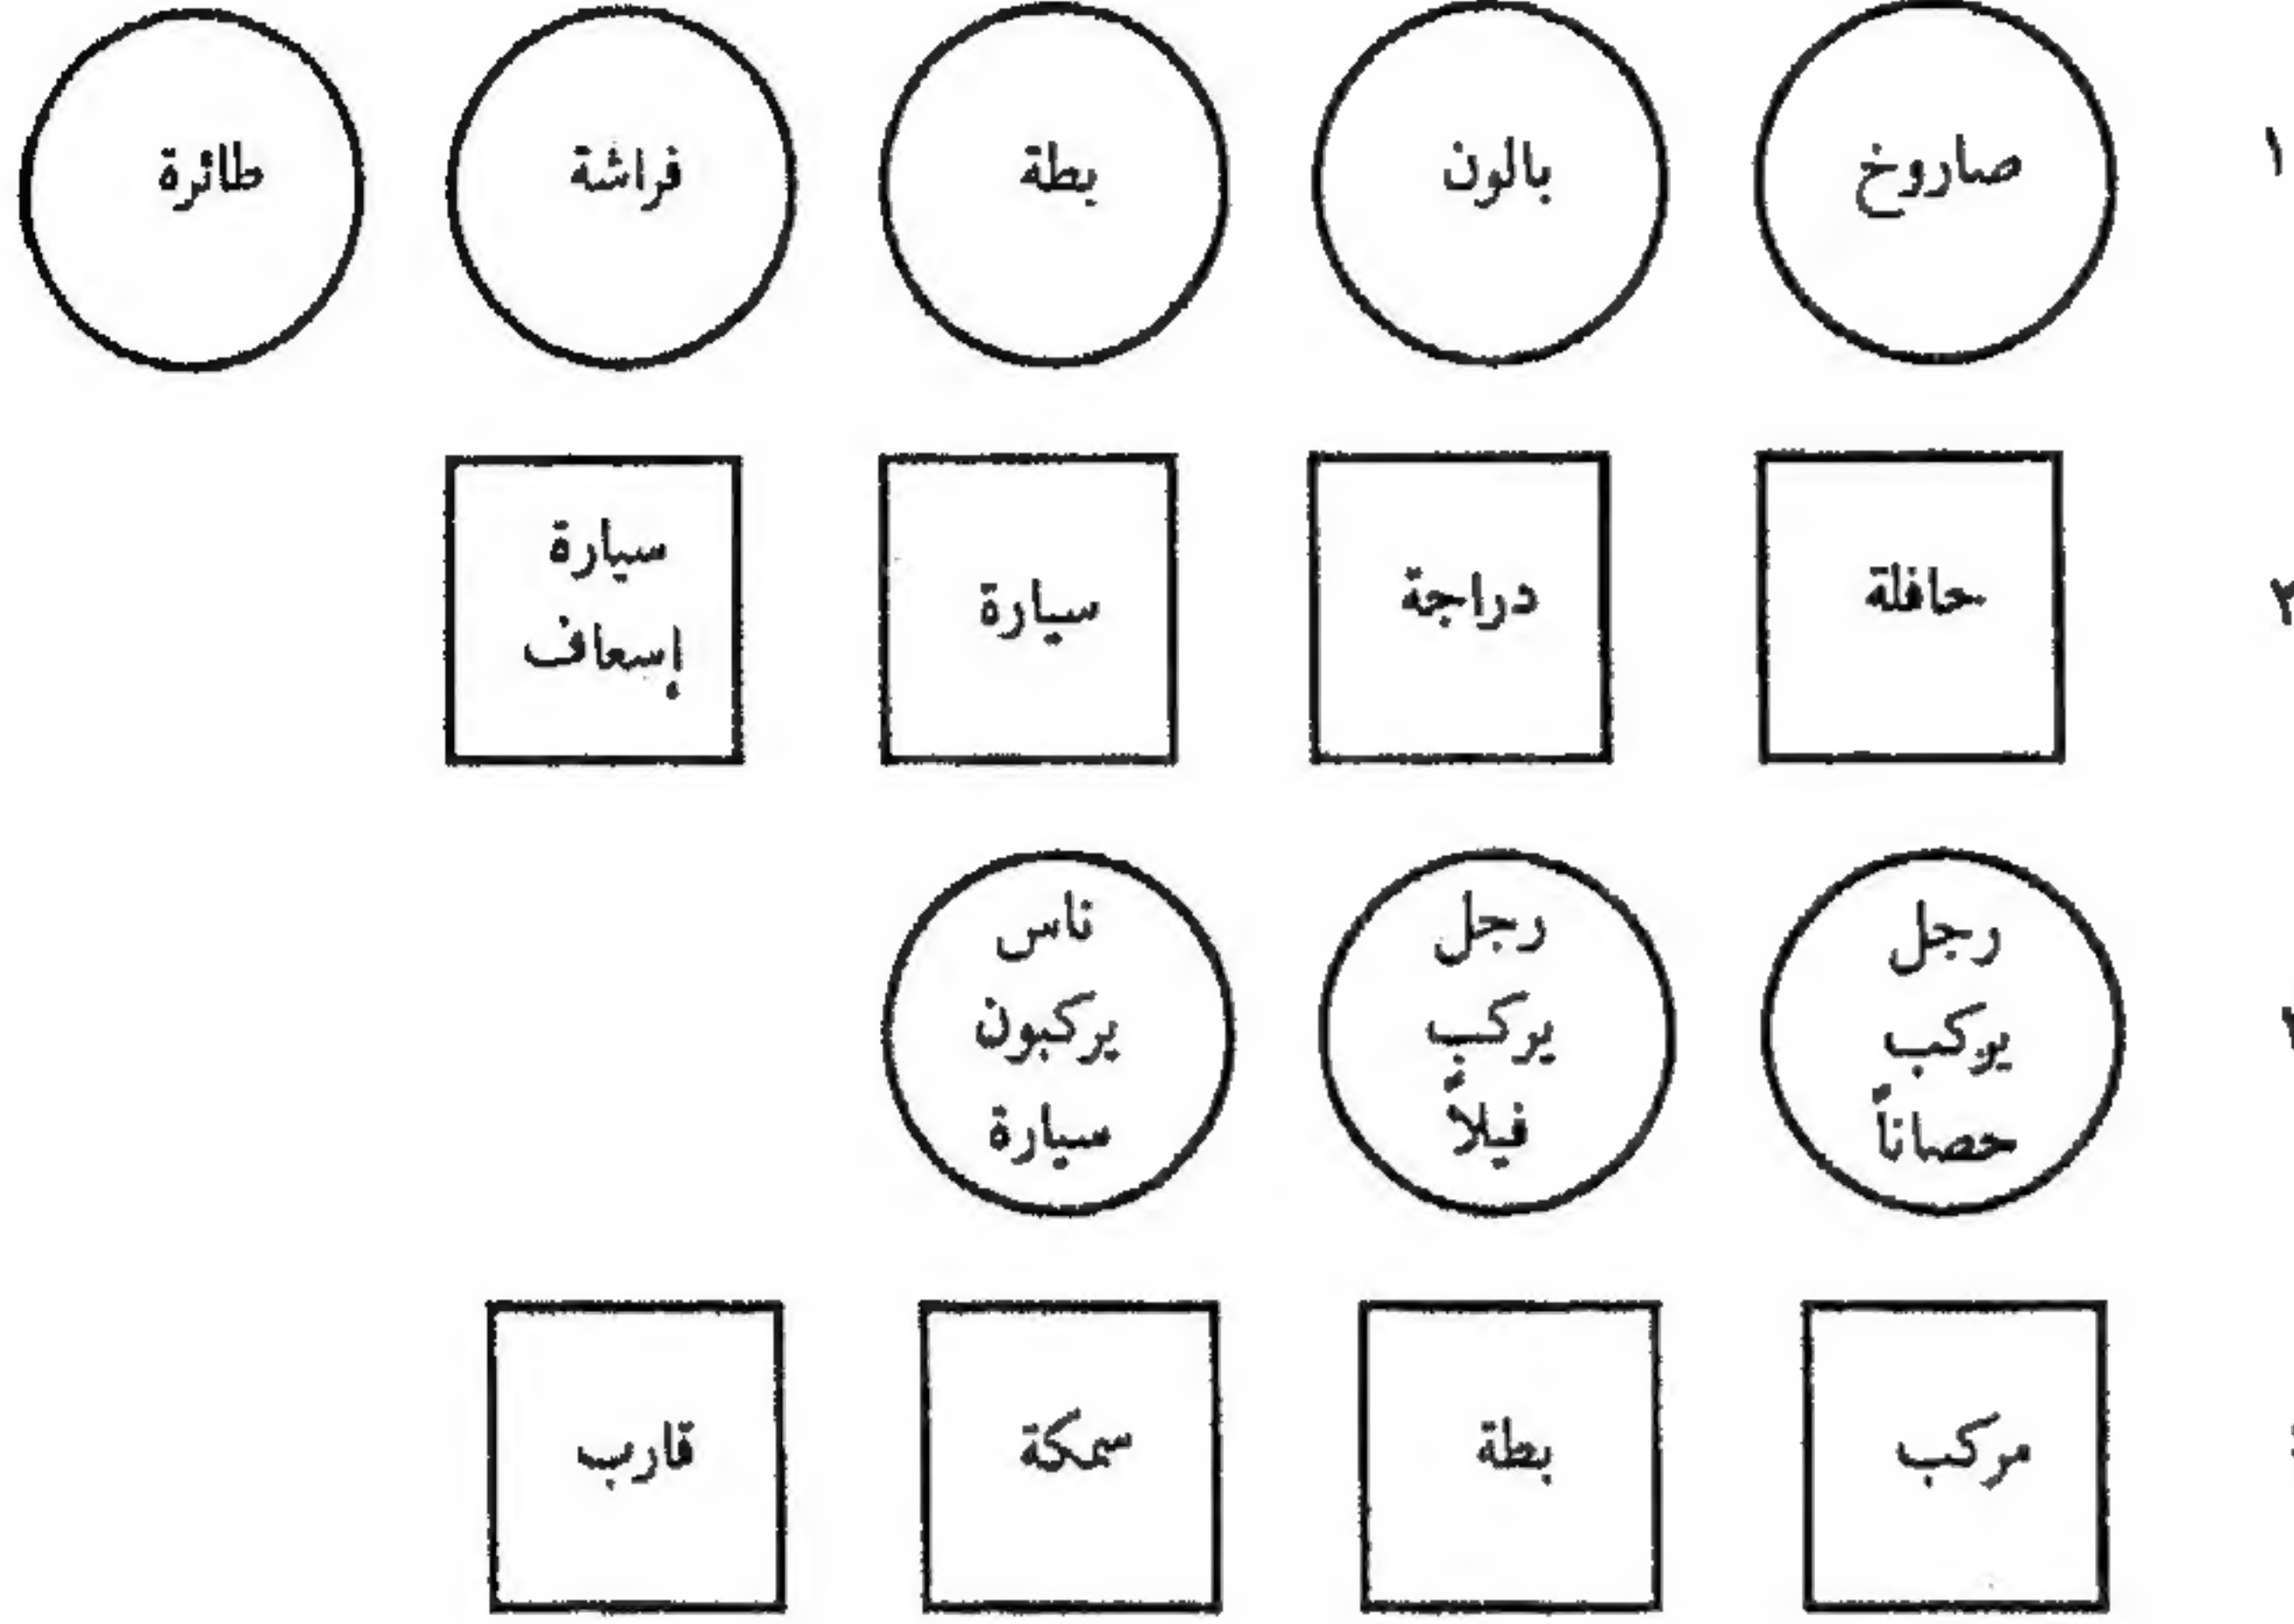 ١ صاروخ بالون بطة فراشة طائرة
٢ حافلة دراجة سيارة سيارة إسعاف
رجل يركب حصاناً
رجل يركب فيلاً
ناس يركبون سيارة
مركب بطة سمكة قارب